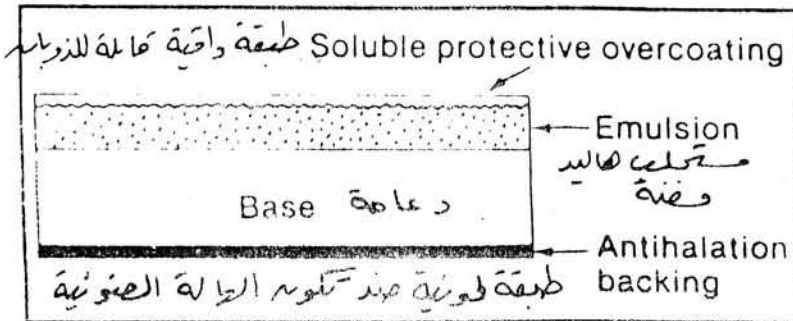 طبقة واقية قابلة للذوبان Soluble protective overcoating
Emulsion
مستحلب هاليد
فضة
Base دعامة
Antihalation
backing
طبقة لونية ضد تكون الهالة الضوئية